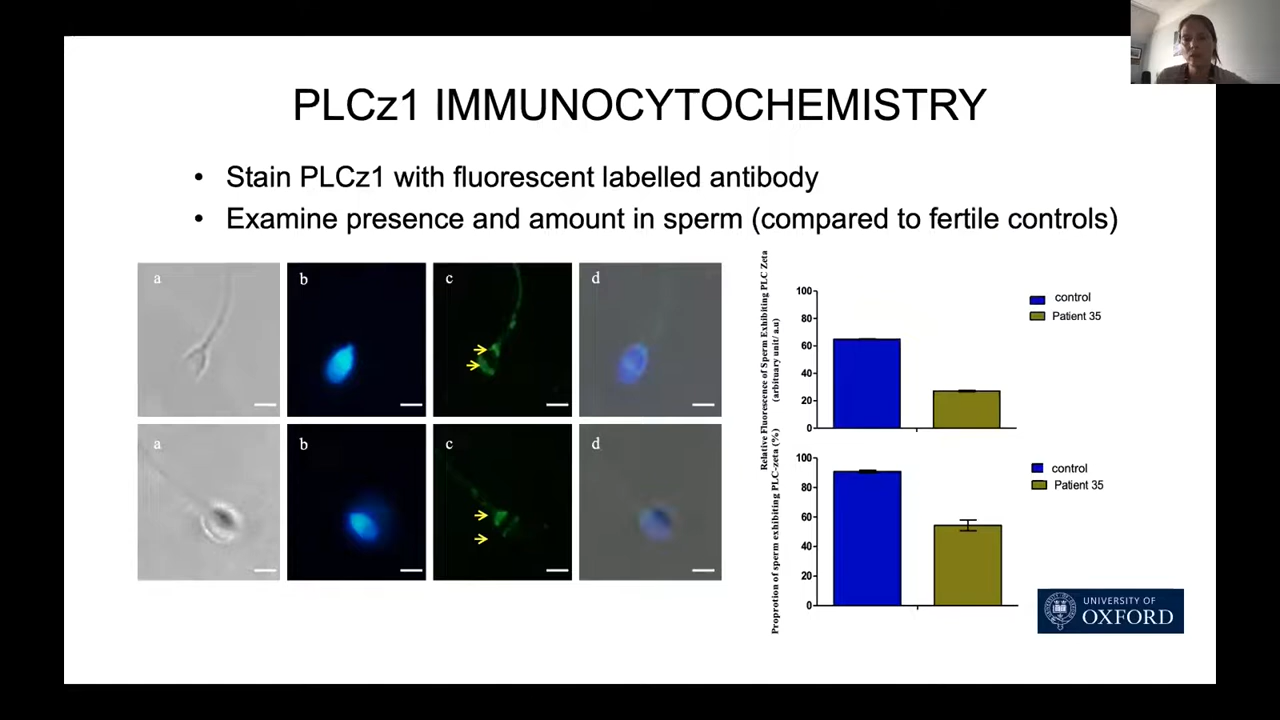 PLCz1 IMMUNOCYTOCHEMISTRY
• Stain PLCz1 with fluorescent labelled antibody
• Examine presence and amount in sperm (compared to fertile controls)
a
b
c
d
a
b
c
d
Relative Fluorescence of Sperm Exhibiting PLC Zeta
(arbituary unit/ a.u)
100
80
60
40
20
0
control
Patient 35
Proprotion of sperm exhibiting PLC-zeta (%)
100
80
60
40
20
0
control
Patient 35
UNIVERSITY OF
OXFORD